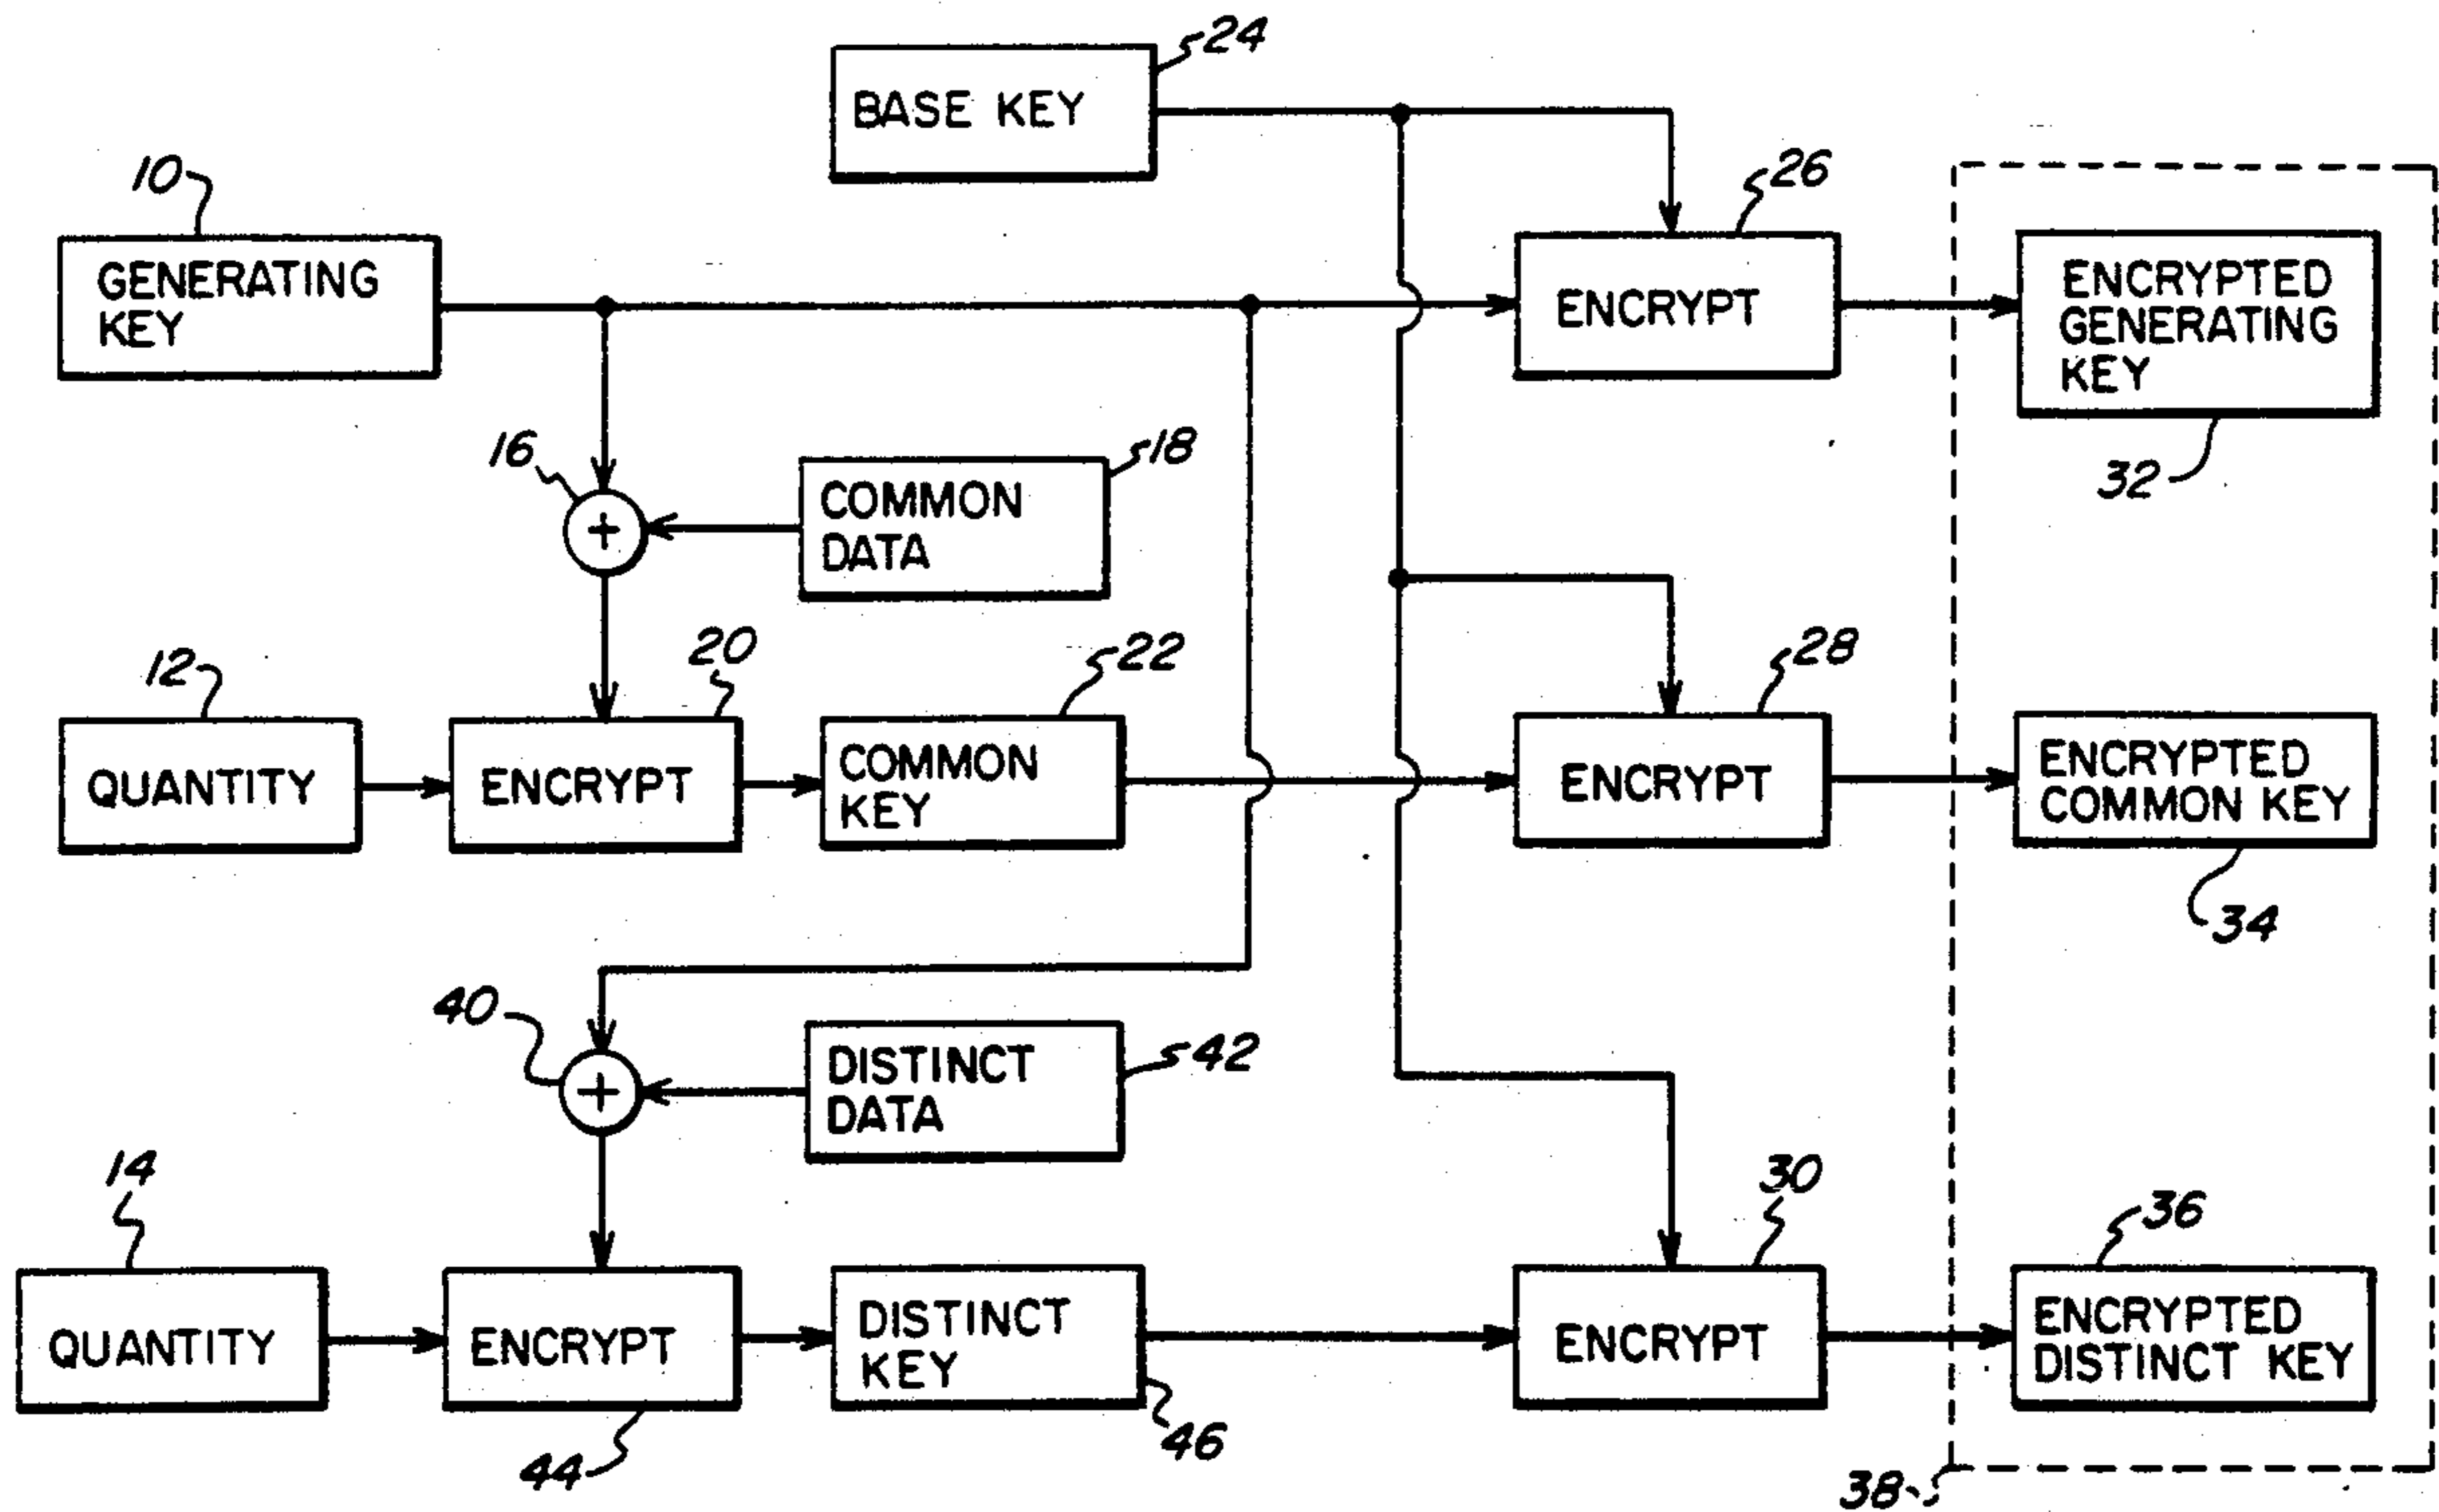 24
BASE KEY
10
GENERATING
KEY
26
ENCRYPT
ENCRYPTED
GENERATING
KEY
32
16
+
18
COMMON
DATA
12
QUANTITY
20
ENCRYPT
22
COMMON
KEY
28
ENCRYPT
ENCRYPTED
COMMON KEY
34
40
+
42
DISTINCT
DATA
14
QUANTITY
ENCRYPT
44
DISTINCT
KEY
46
30
ENCRYPT
36
ENCRYPTED
DISTINCT KEY
38